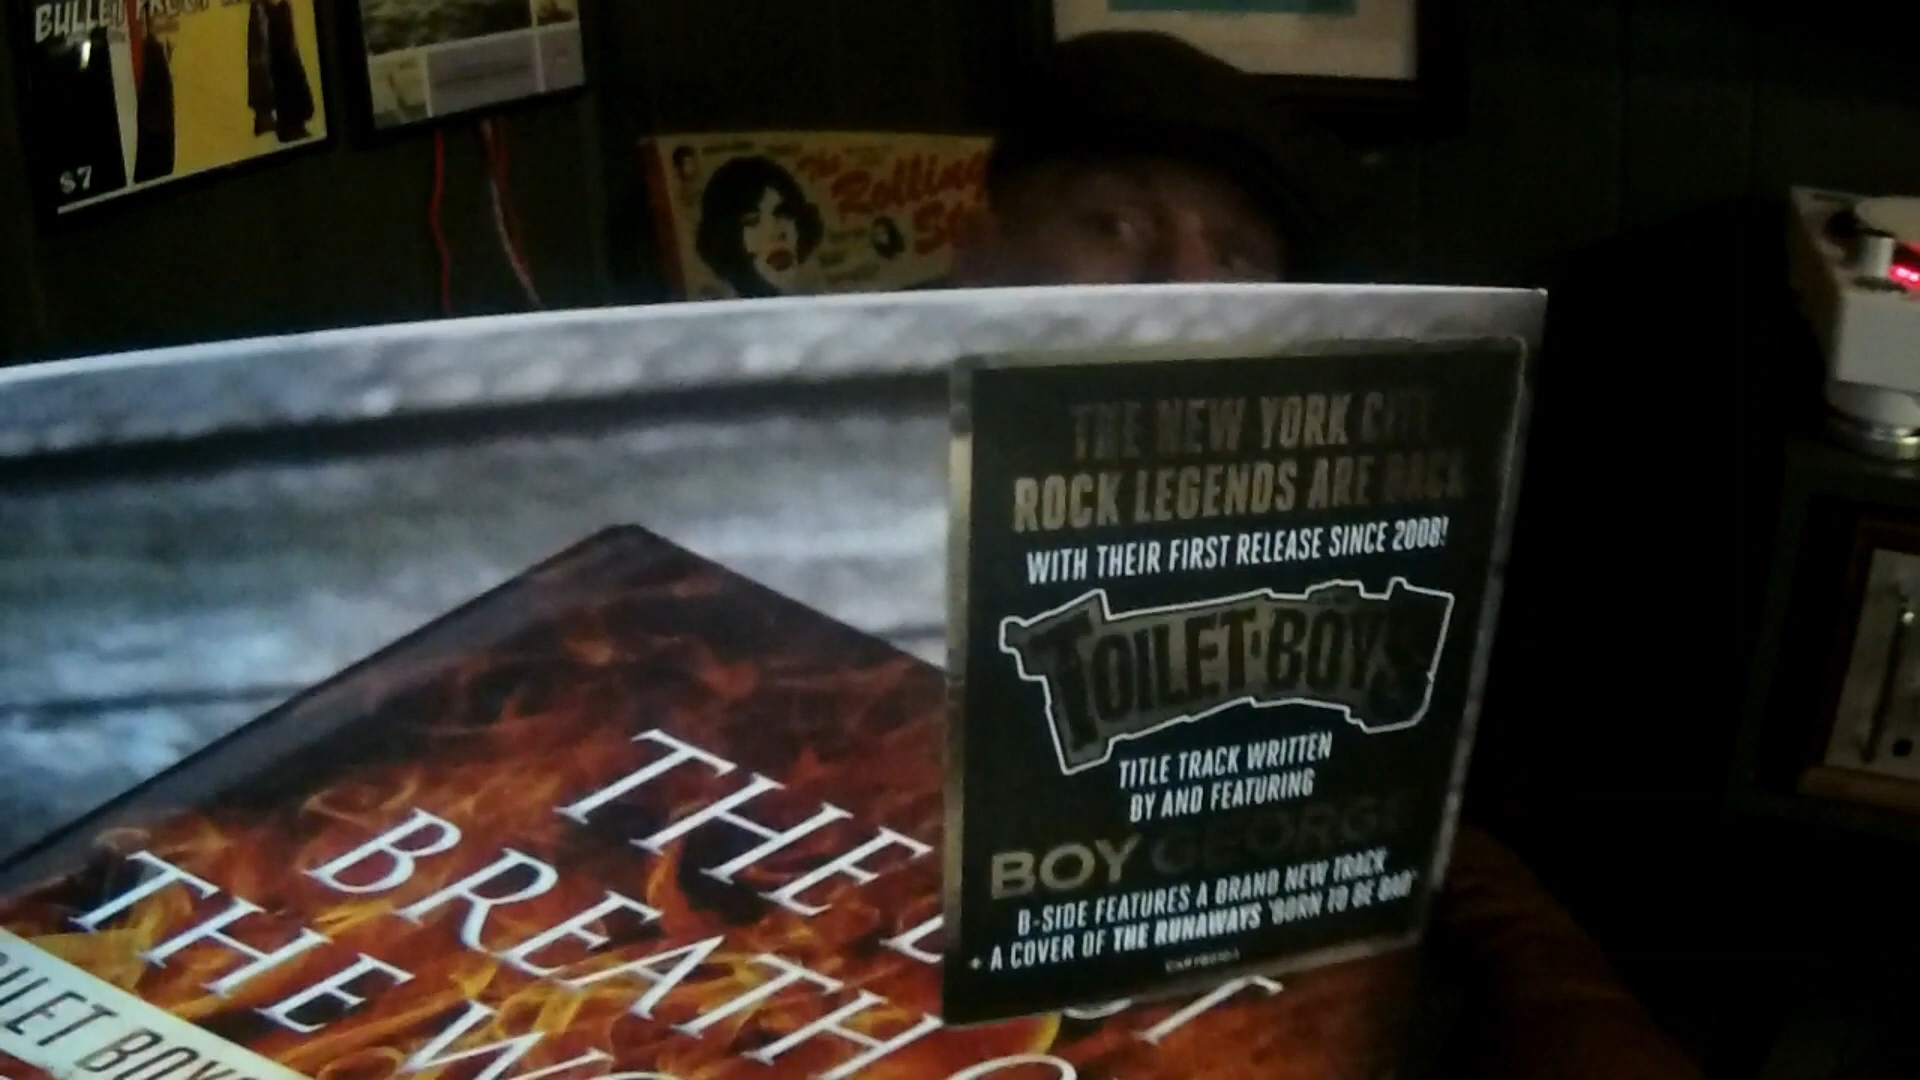 BULLET PROOF
$7
The
Rolling
THE NEW YORK CITY
ROCK LEGENDS ARE BACK
WITH THEIR FIRST RELEASE SINCE 2008!
TOILET BOYS
TITLE TRACK WRITTEN
BY AND FEATURING
BOY GEORGE
B-SIDE FEATURES A BRAND NEW TRACK
+ A COVER OF THE RUNAWAYS 'BORN TO BE BAD'
THE
BREATH
THE
BOYS